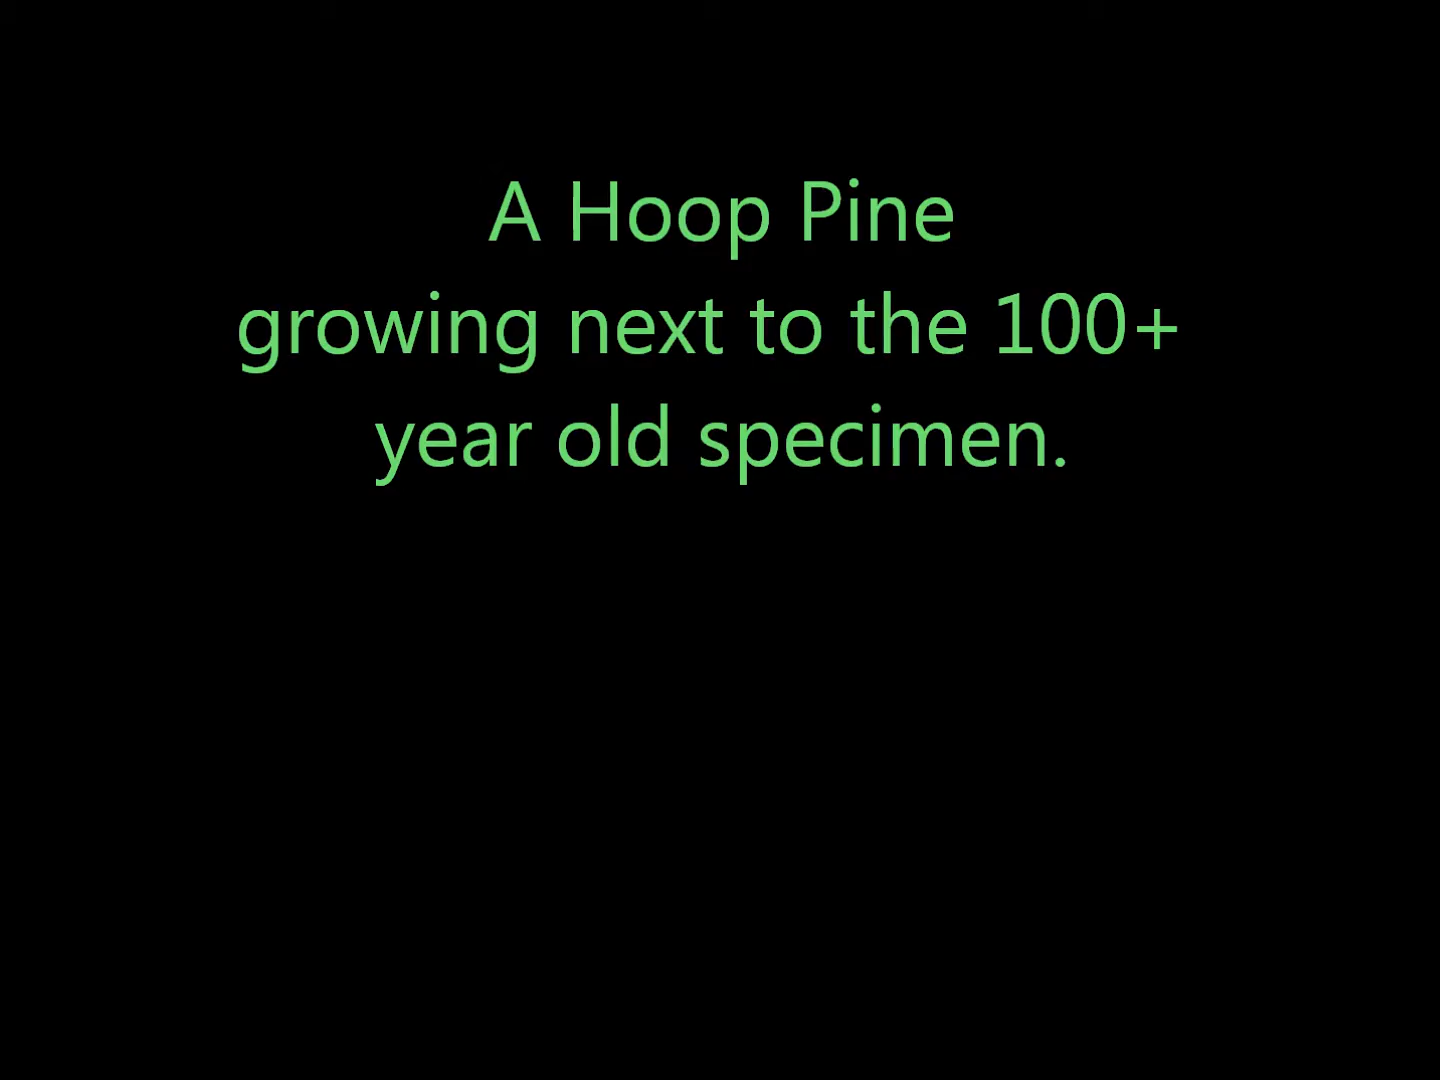 A Hoop Pine
growing next to the 100+
year old specimen.